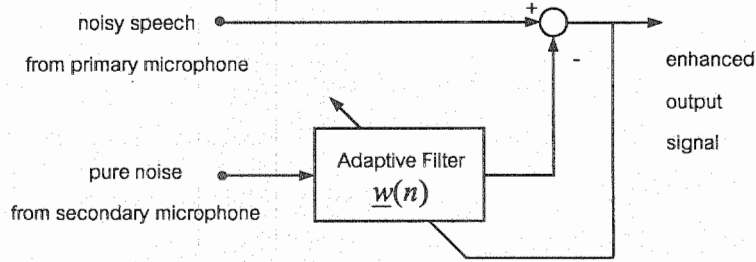 noisy speech
from primary microphone
+
-
enhanced
output
signal
Adaptive Filter
w(n)
pure noise
from secondary microphone